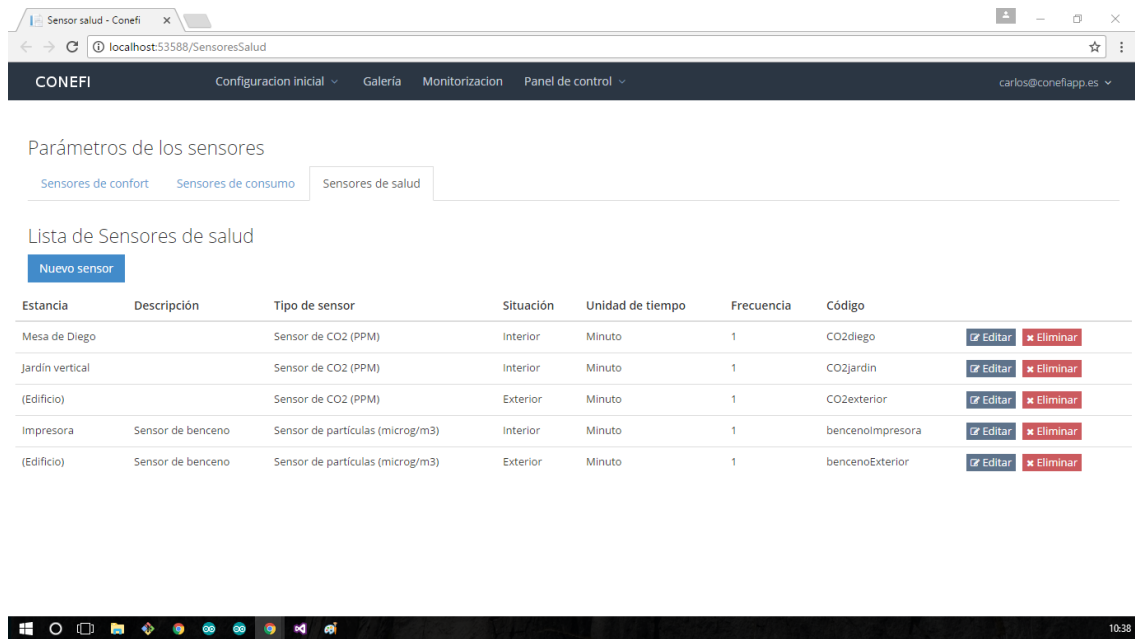 Sensor salud - Conefi
localhost:53588/SensoresSalud
CONEFI Configuracion inicial Galería Monitorizacion Panel de control carlos@conefiapp.es
Parámetros de los sensores
Sensores de confort Sensores de consumo Sensores de salud
Lista de Sensores de salud
Nuevo sensor
Estancia Descripción Tipo de sensor Situación Unidad de tiempo Frecuencia Código
Mesa de Diego Sensor de CO2 (PPM) Interior Minuto 1 CO2diego Editar Eliminar
Jardín vertical Sensor de CO2 (PPM) Interior Minuto 1 CO2jardin Editar Eliminar
(Edificio) Sensor de CO2 (PPM) Exterior Minuto 1 CO2exterior Editar Eliminar
Impresora Sensor de benceno Sensor de partículas (microg/m3) Interior Minuto 1 bencenoImpresora Editar Eliminar
(Edificio) Sensor de benceno Sensor de partículas (microg/m3) Exterior Minuto 1 bencenoExterior Editar Eliminar
10:38